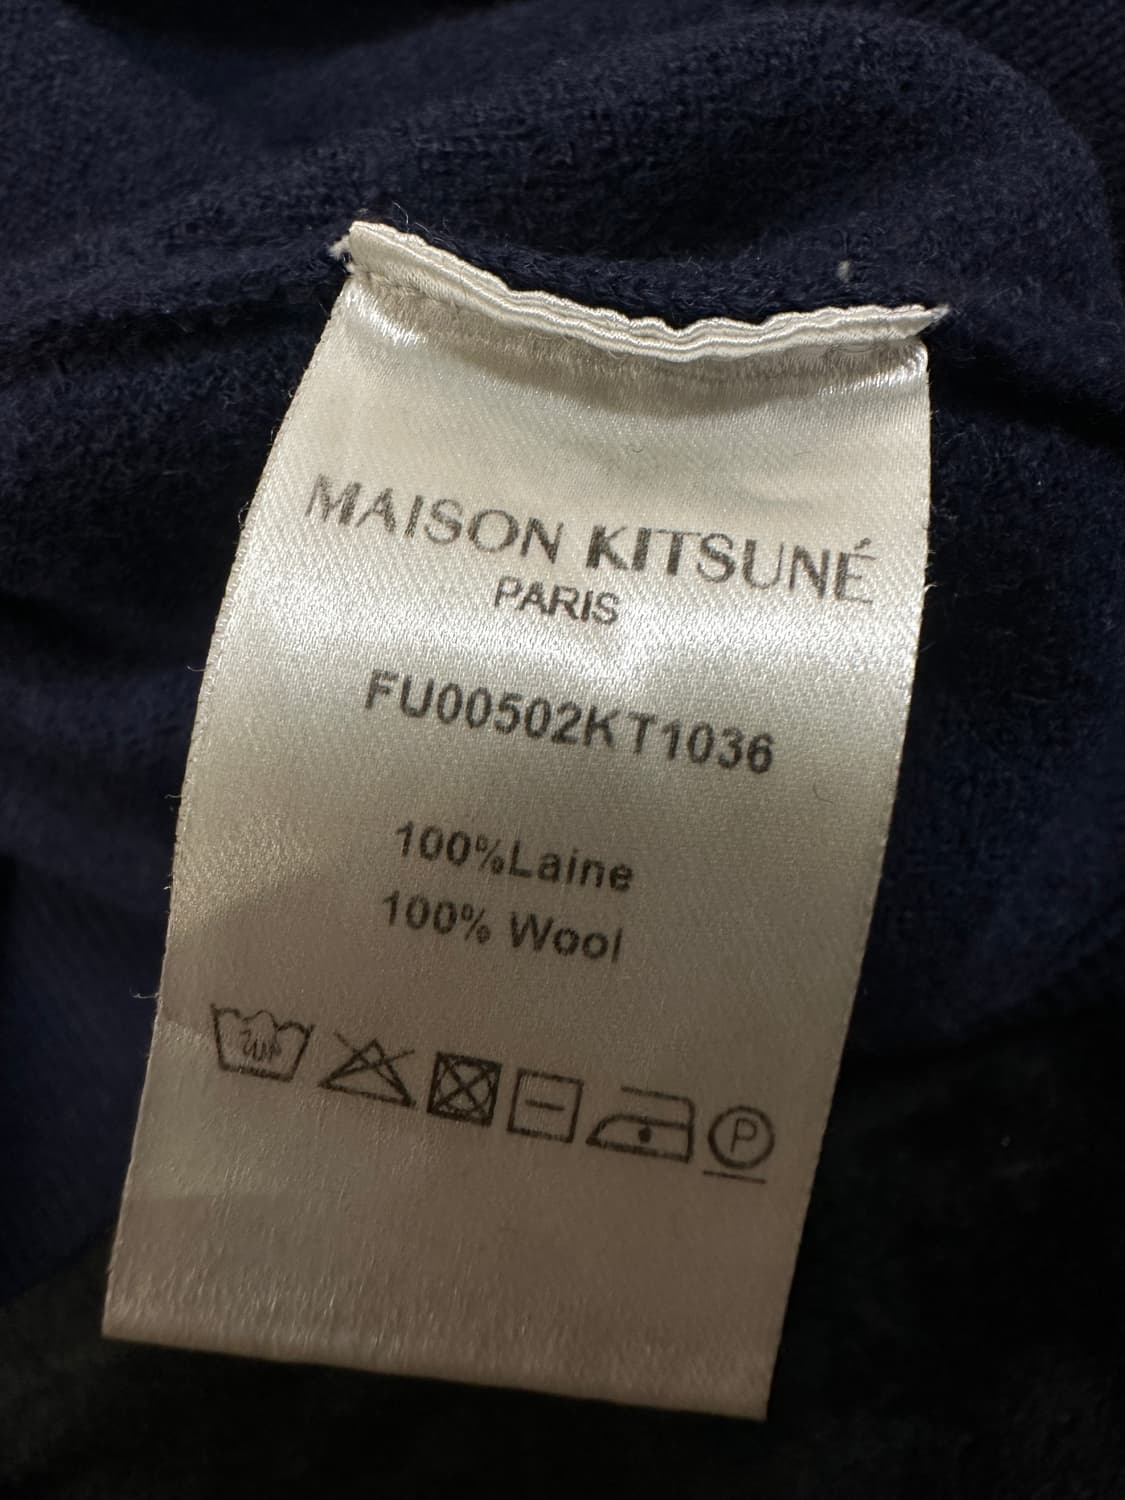 MAISON KITSUNÉ
PARIS
FU00502KT1036
100%Laine
100% Wool
P